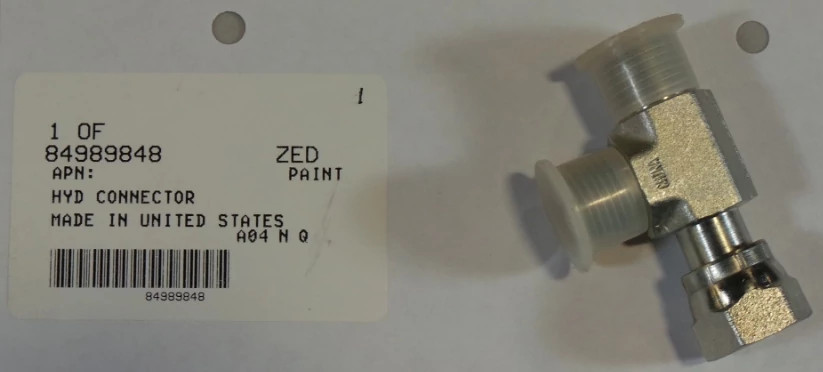 1
1 OF
84989848 ZED
APN: PAINT
HYD CONNECTOR
MADE IN UNITED STATES
A04 N Q
84989848